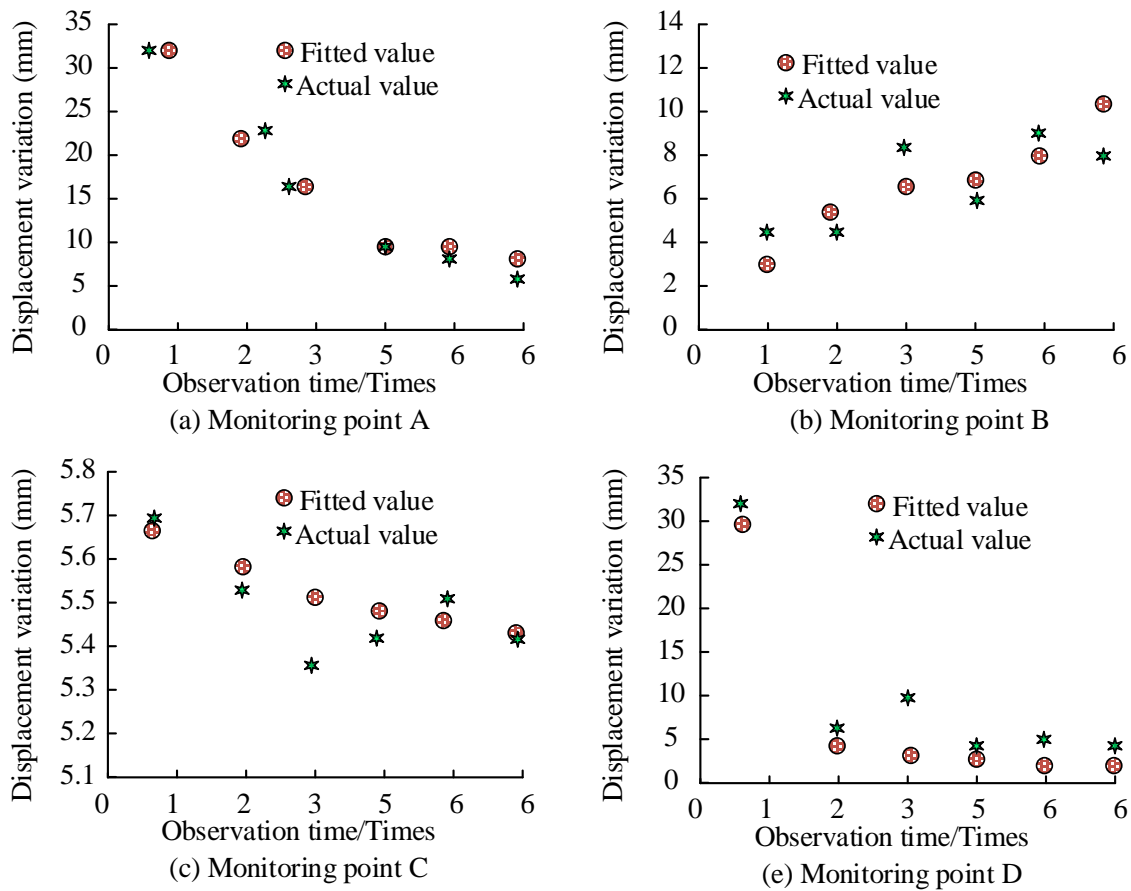 Displacement variation (mm)
35
30
25
20
15
10
5
0
Fitted value
Actual value
0 1 2 3 5 6 6
Observation time/Times
(a) Monitoring point A
Displacement variation (mm)
14
12
10
8
6
4
2
0
Fitted value
Actual value
0 1 2 3 5 6 6
Observation time/Times
(b) Monitoring point B
Displacement variation (mm)
5.8
5.7
5.6
5.5
5.4
5.3
5.2
5.1
Fitted value
Actual value
0 1 2 3 5 6 6
Observation time/Times
(c) Monitoring point C
Displacement variation (mm)
35
30
25
20
15
10
5
0
Fitted value
Actual value
0 1 2 3 5 6 6
Observation time/Times
(e) Monitoring point D